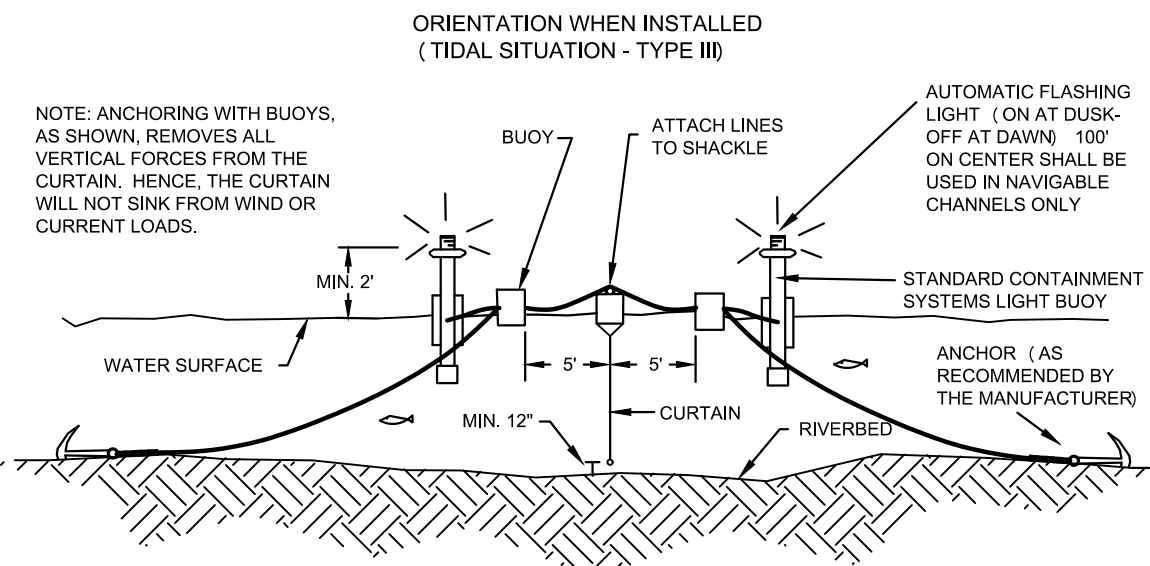 ORIENTATION WHEN INSTALLED
( TIDAL SITUATION - TYPE III)
NOTE: ANCHORING WITH BUOYS,
AS SHOWN, REMOVES ALL
VERTICAL FORCES FROM THE
CURTAIN. HENCE, THE CURTAIN
WILL NOT SINK FROM WIND OR
CURRENT LOADS.
BUOY
ATTACH LINES
TO SHACKLE
AUTOMATIC FLASHING
LIGHT ( ON AT DUSK-
OFF AT DAWN) 100'
ON CENTER SHALL BE
USED IN NAVIGABLE
CHANNELS ONLY
MIN. 2'
STANDARD CONTAINMENT
SYSTEMS LIGHT BUOY
WATER SURFACE
5'
5'
ANCHOR ( AS
RECOMMENDED BY
THE MANUFACTURER)
MIN. 12"
CURTAIN
RIVERBED